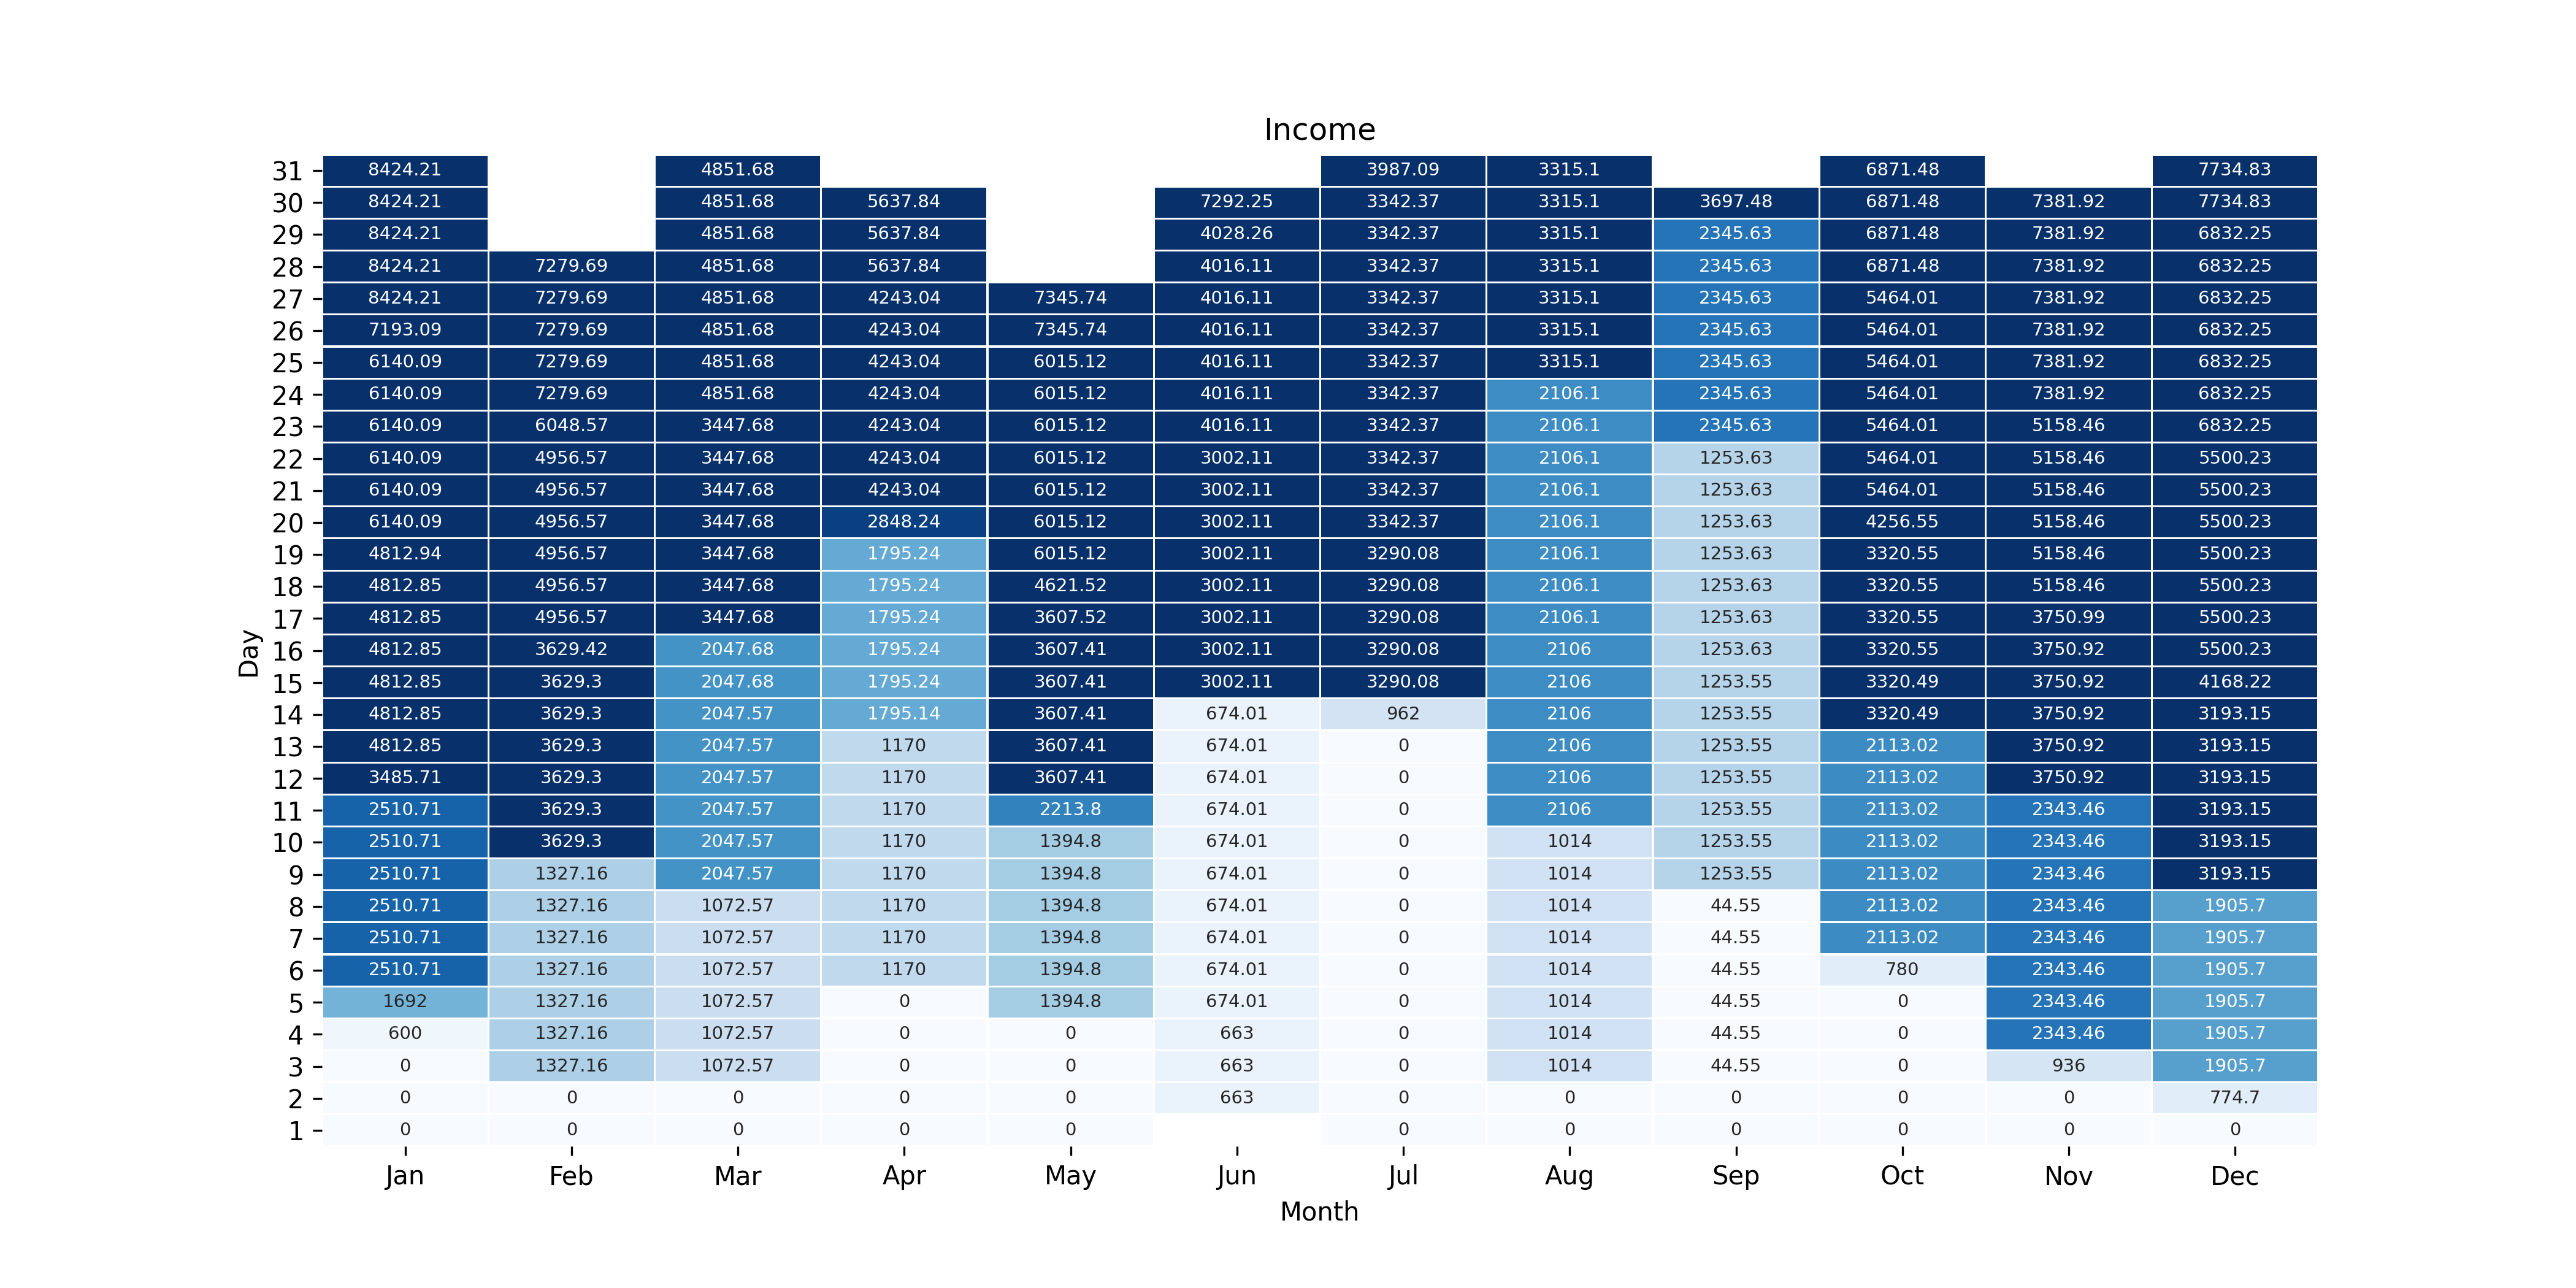 Income
31 8424.21 4851.68 3987.09 3315.1 6871.48 7734.83
30 8424.21 4851.68 5637.84 7292.25 3342.37 3315.1 3697.48 6871.48 7381.92 7734.83
29 8424.21 4851.68 5637.84 4028.26 3342.37 3315.1 2345.63 6871.48 7381.92 6832.25
28 8424.21 7279.69 4851.68 5637.84 4016.11 3342.37 3315.1 2345.63 6871.48 7381.92 6832.25
27 8424.21 7279.69 4851.68 4243.04 7345.74 4016.11 3342.37 3315.1 2345.63 5464.01 7381.92 6832.25
26 7193.09 7279.69 4851.68 4243.04 7345.74 4016.11 3342.37 3315.1 2345.63 5464.01 7381.92 6832.25
25 6140.09 7279.69 4851.68 4243.04 6015.12 4016.11 3342.37 3315.1 2345.63 5464.01 7381.92 6832.25
24 6140.09 7279.69 4851.68 4243.04 6015.12 4016.11 3342.37 2106.1 2345.63 5464.01 7381.92 6832.25
23 6140.09 6048.57 3447.68 4243.04 6015.12 4016.11 3342.37 2106.1 2345.63 5464.01 5158.46 6832.25
22 6140.09 4956.57 3447.68 4243.04 6015.12 3002.11 3342.37 2106.1 1253.63 5464.01 5158.46 5500.23
21 6140.09 4956.57 3447.68 4243.04 6015.12 3002.11 3342.37 2106.1 1253.63 5464.01 5158.46 5500.23
20 6140.09 4956.57 3447.68 2848.24 6015.12 3002.11 3342.37 2106.1 1253.63 4256.55 5158.46 5500.23
19 4812.94 4956.57 3447.68 1795.24 6015.12 3002.11 3290.08 2106.1 1253.63 3320.55 5158.46 5500.23
18 4812.85 4956.57 3447.68 1795.24 4621.52 3002.11 3290.08 2106.1 1253.63 3320.55 5158.46 5500.23
17 4812.85 4956.57 3447.68 1795.24 3607.52 3002.11 3290.08 2106.1 1253.63 3320.55 3750.99 5500.23
16 4812.85 3629.42 2047.68 1795.24 3607.41 3002.11 3290.08 2106 1253.63 3320.55 3750.92 5500.23
15 4812.85 3629.3 2047.68 1795.24 3607.41 3002.11 3290.08 2106 1253.55 3320.49 3750.92 4168.22
14 4812.85 3629.3 2047.57 1795.14 3607.41 674.01 962 2106 1253.55 3320.49 3750.92 3193.15
13 4812.85 3629.3 2047.57 1170 3607.41 674.01 0 2106 1253.55 2113.02 3750.92 3193.15
12 3485.71 3629.3 2047.57 1170 3607.41 674.01 0 2106 1253.55 2113.02 3750.92 3193.15
11 2510.71 3629.3 2047.57 1170 2213.8 674.01 0 2106 1253.55 2113.02 2343.46 3193.15
10 2510.71 3629.3 2047.57 1170 1394.8 674.01 0 1014 1253.55 2113.02 2343.46 3193.15
9 2510.71 1327.16 2047.57 1170 1394.8 674.01 0 1014 1253.55 2113.02 2343.46 3193.15
8 2510.71 1327.16 1072.57 1170 1394.8 674.01 0 1014 44.55 2113.02 2343.46 1905.7
7 2510.71 1327.16 1072.57 1170 1394.8 674.01 0 1014 44.55 2113.02 2343.46 1905.7
6 2510.71 1327.16 1072.57 1170 1394.8 674.01 0 1014 44.55 780 2343.46 1905.7
5 1692 1327.16 1072.57 0 1394.8 674.01 0 1014 44.55 0 2343.46 1905.7
4 600 1327.16 1072.57 0 0 663 0 1014 44.55 0 2343.46 1905.7
3 0 1327.16 1072.57 0 0 663 0 1014 44.55 0 936 1905.7
2 0 0 0 0 0 663 0 0 0 0 0 774.7
1 0 0 0 0 0 0 0 0 0 0 0
Day
Jan Feb Mar Apr May Jun Jul Aug Sep Oct Nov Dec
Month